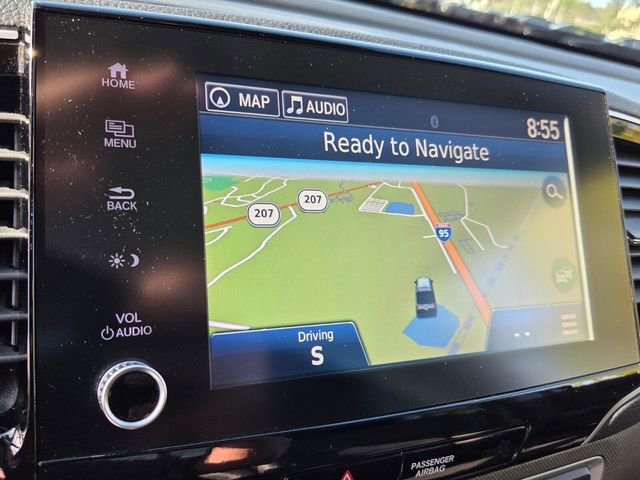 HOME
MENU
BACK
VOL
AUDIO
MAP
AUDIO
8:55
Ready to Navigate
207
207
95
Driving
S
--
PASSENGER
AIRBAG